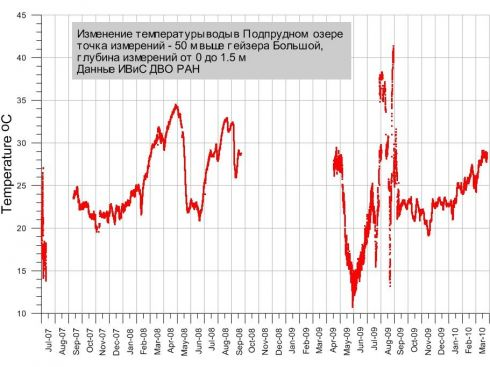 45
40
35
30
25
20
15
10
Temperature °C
Изменение температуры воды в Подпрудном озере
точка измерений - 50 м выше гейзера Большой,
глубина измерений от 0 до 1.5 м
Данные ИВиС ДВО РАН
Jul-07
Aug-07
Sep-07
Oct-07
Nov-07
Dec-07
Jan-08
Feb-08
Mar-08
Apr-08
May-08
Jun-08
Jul-08
Aug-08
Sep-08
Oct-08
Nov-08
Dec-08
Jan-09
Feb-09
Mar-09
Apr-09
May-09
Jun-09
Jul-09
Aug-09
Sep-09
Oct-09
Nov-09
Dec-09
Jan-10
Feb-10
Mar-10